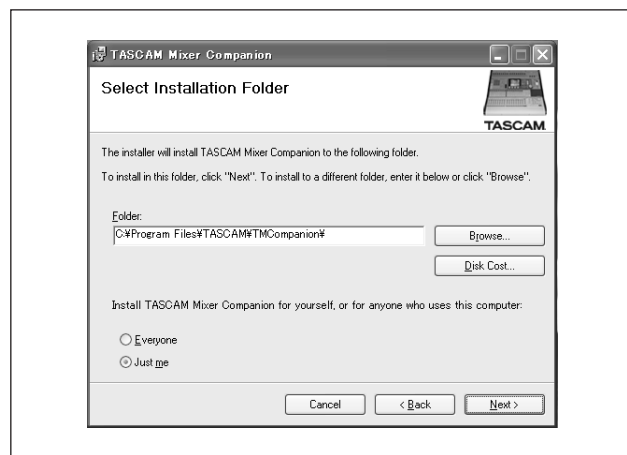 TASCAM Mixer Companion
Select Installation Folder
TASCAM
The installer will install TASCAM Mixer Companion to the following folder.
To install in this folder, click "Next". To install to a different folder, enter it below or click "Browse".
Folder:
C:¥Program Files¥TASCAM¥TMCompanion¥
Browse...
Disk Cost...
Install TASCAM Mixer Companion for yourself, or for anyone who uses this computer:
Everyone
Just me
Cancel
< Back
Next >